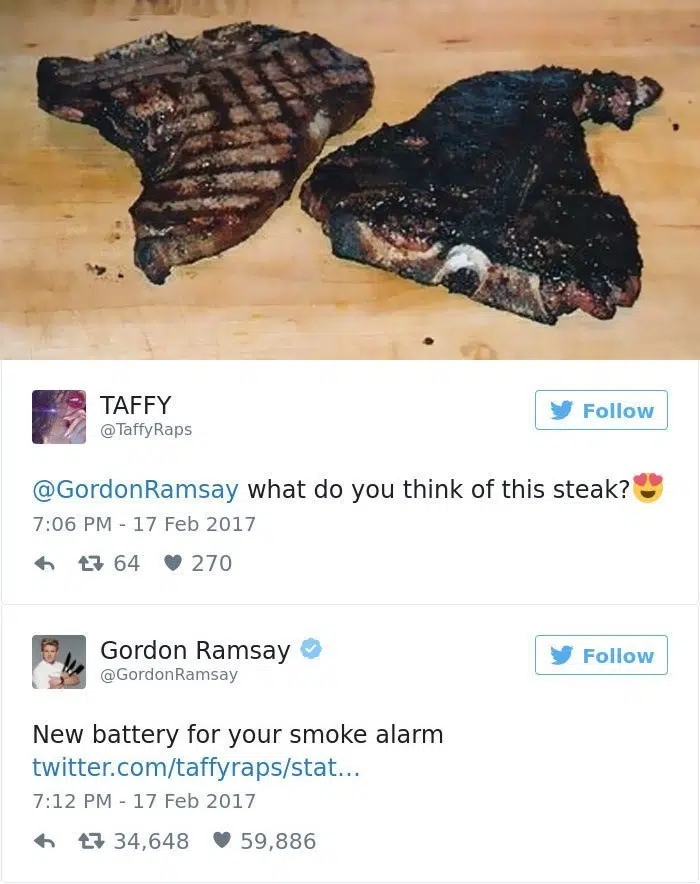 TAFFY
@TaffyRaps
Follow
@GordonRamsay what do you think of this steak?😍
7:06 PM - 17 Feb 2017
64 270
Gordon Ramsay
@GordonRamsay
Follow
New battery for your smoke alarm
twitter.com/taffyraps/stat...
7:12 PM - 17 Feb 2017
34,648 59,886